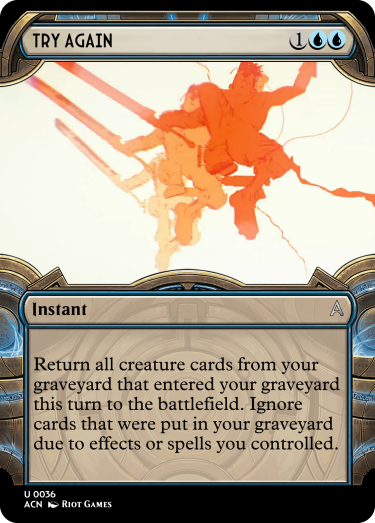 TRY AGAIN 1
Instant
Return all creature cards from your
graveyard that entered your graveyard
this turn to the battlefield. Ignore
cards that were put in your graveyard
due to effects or spells you controlled.
U 0036
ACN Riot Games